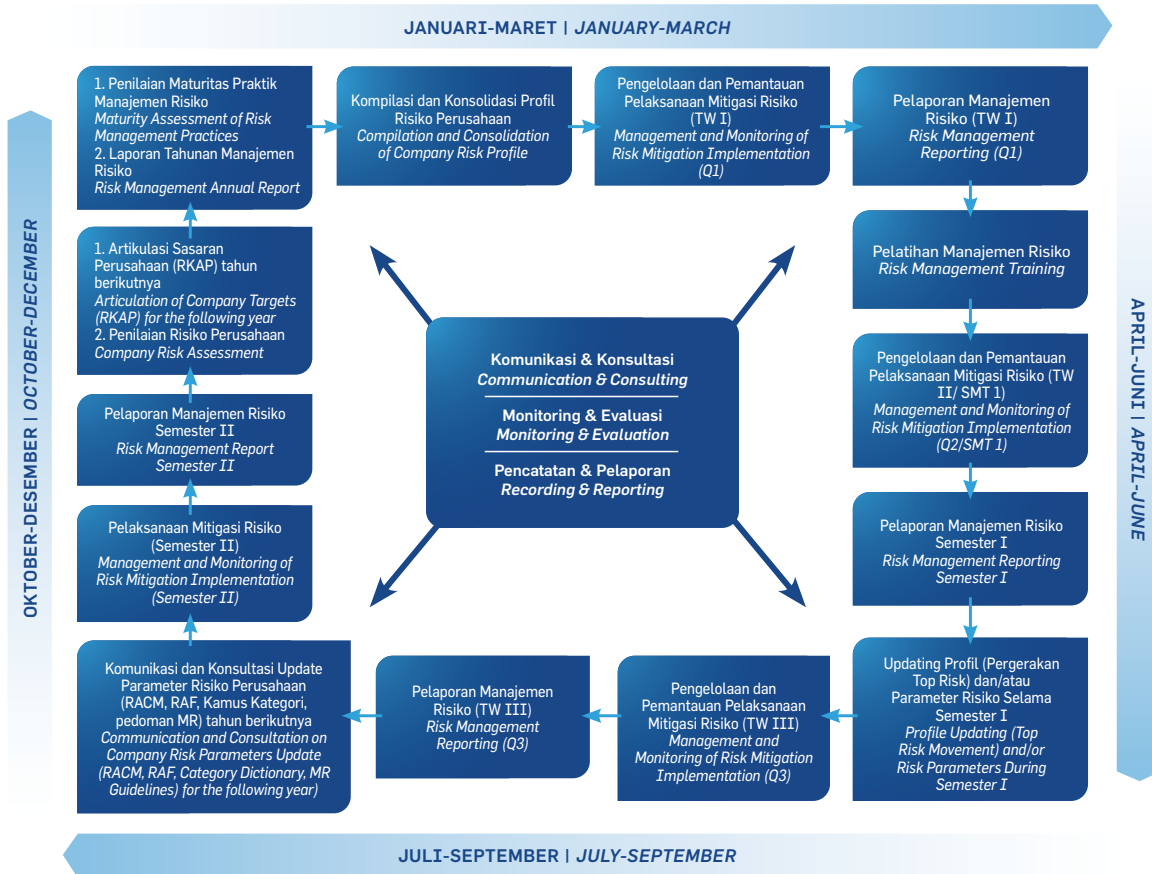 JANUARI-MARET | JANUARY-MARCH
1. Penilaian Maturitas Praktik
Manajemen Risiko
Maturity Assessment of Risk
Management Practices
2. Laporan Tahunan Manajemen
Risiko
Risk Management Annual Report
Kompilasi dan Konsolidasi Profil
Risiko Perusahaan
Compilation and Consolidation
of Company Risk Profile
Pengelolaan dan Pemantauan
Pelaksanaan Mitigasi Risiko
(TW I)
Management and Monitoring of
Risk Mitigation Implementation
(Q1)
Pelaporan Manajemen
Risiko (TW I)
Risk Management
Reporting (Q1)
Pelatihan Manajemen Risiko
Risk Management Training
Pengelolaan dan Pemantauan
Pelaksanaan Mitigasi Risiko (TW
II/ SMT 1)
Management and Monitoring of
Risk Mitigation Implementation
(Q2/SMT 1)
Pelaporan Manajemen Risiko
Semester I
Risk Management Reporting
Semester I
Updating Profil (Pergerakan
Top Risk) dan/atau
Parameter Risiko Selama
Semester I
Profile Updating (Top
Risk Movement) and/or
Risk Parameters During
Semester I
APRIL-JUNI | APRIL-JUNE
Pengelolaan dan
Pemantauan Pelaksanaan
Mitigasi Risiko (TW III)
Management and
Monitoring of Risk Mitigation
Implementation (Q3)
Pelaporan Manajemen
Risiko (TW III)
Risk Management
Reporting (Q3)
Komunikasi dan Konsultasi Update
Parameter Risiko Perusahaan
(RACM, RAF, Kamus Kategori,
pedoman MR) tahun berikutnya
Communication and Consultation on
Company Risk Parameters Update
(RACM, RAF, Category Dictionary, MR
Guidelines) for the following year)
JULI-SEPTEMBER | JULY-SEPTEMBER
Pelaksanaan Mitigasi Risiko
(Semester II)
Management and Monitoring of
Risk Mitigation Implementation
(Semester II)
Pelaporan Manajemen Risiko
Semester II
Risk Management Report
Semester II
1. Artikulasi Sasaran
Perusahaan (RKAP) tahun
berikutnya
Articulation of Company Targets
(RKAP) for the following year
2. Penilaian Risiko Perusahaan
Company Risk Assessment
OKTOBER-DESEMBER | OCTOBER-DECEMBER
Komunikasi & Konsultasi
Communication & Consulting
Monitoring & Evaluasi
Monitoring & Evaluation
Pencatatan & Pelaporan
Recording & Reporting